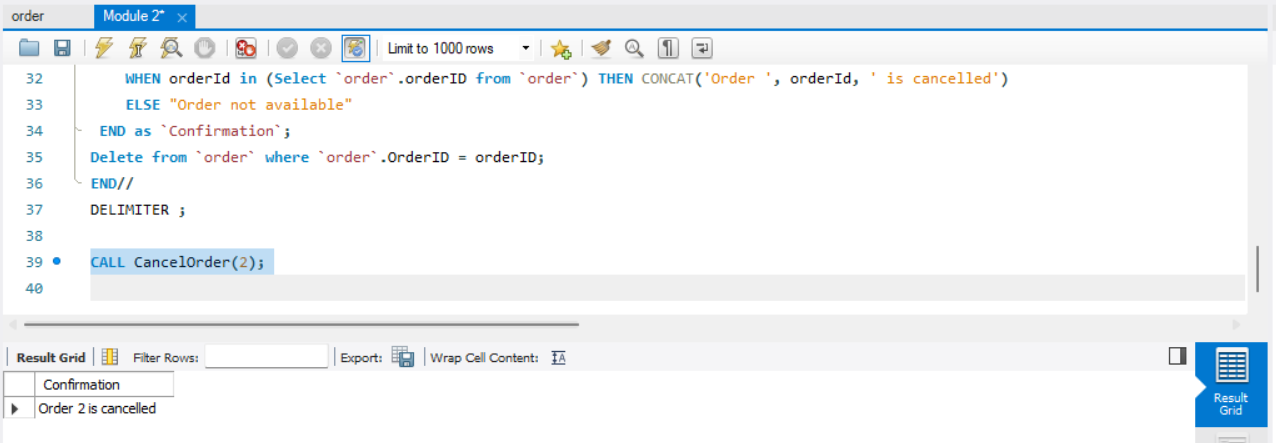 order
Module 2*
Limit to 1000 rows
32 WHEN orderId in (Select `order`.orderID from `order`) THEN CONCAT('Order ', orderId, ' is cancelled')
33 ELSE "Order not available"
34 END as `Confirmation`;
35 Delete from `order` where `order`.OrderID = orderID;
36 END//
37 DELIMITER ;
38
39 CALL CancelOrder(2);
40
Result Grid Filter Rows: Export: Wrap Cell Content: IA
Confirmation
Order 2 is cancelled
Result
Grid